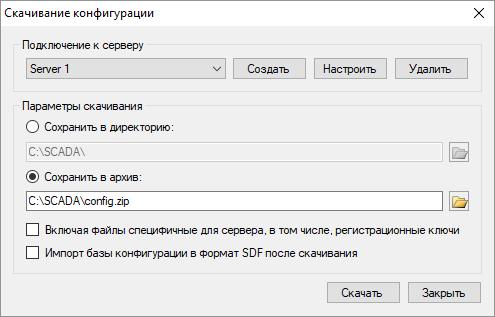 Скачивание конфигурации
Подключение к серверу
Server 1
Создать
Настроить
Удалить
Параметры скачивания
Сохранить в директорию:
C:\SCADA\
Сохранить в архив:
C:\SCADA\config.zip
Включая файлы специфичные для сервера, в том числе, регистрационные ключи
Импорт базы конфигурации в формат SDF после скачивания
Скачать
Закрыть